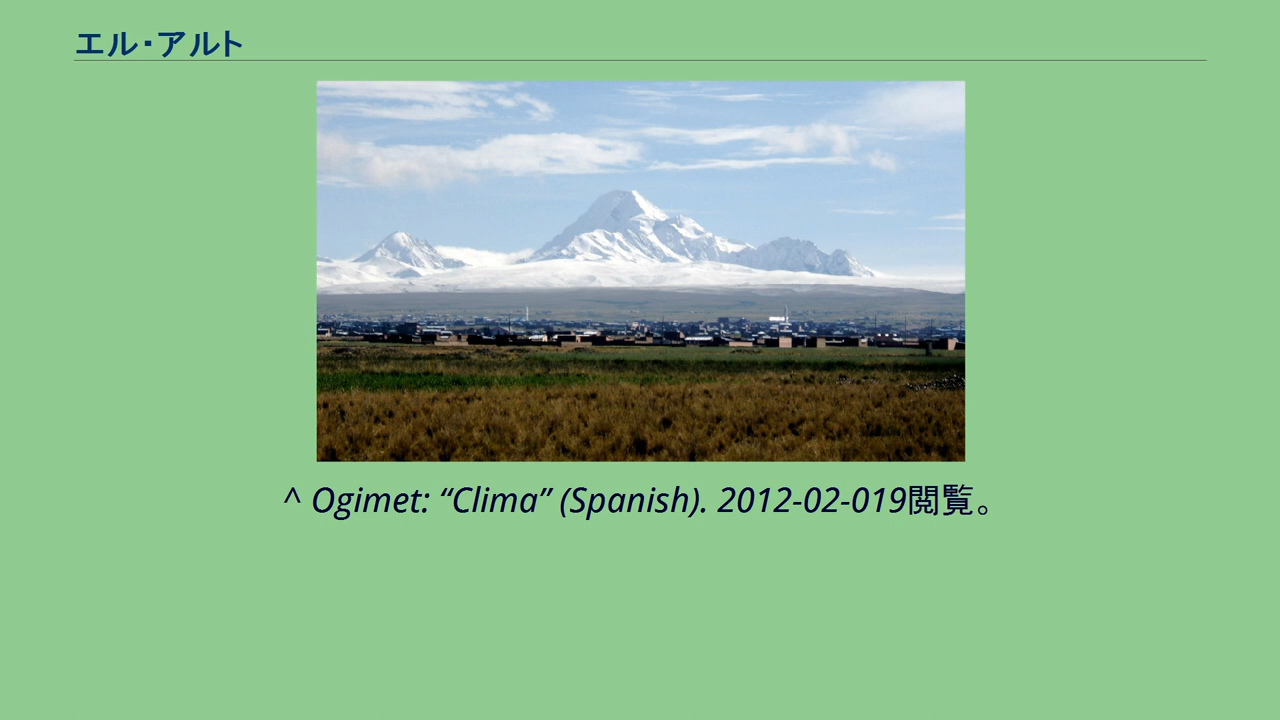 エル・アルト
^ Ogimet: “Clima” (Spanish). 2012-02-019閲覧。